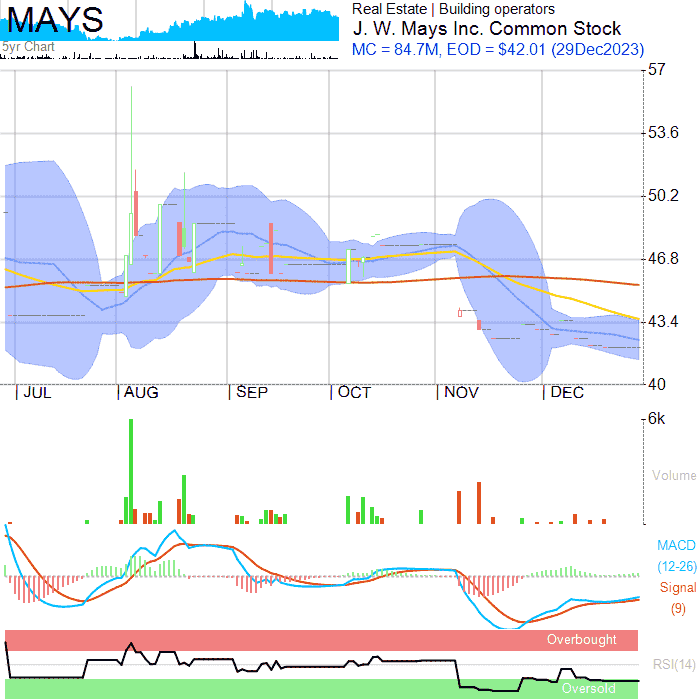 MAYS
5yr Chart
Real Estate | Building operators
J. W. Mays Inc. Common Stock
MC = 84.7M, EOD = $42.01 (29Dec2023)
57
53.6
50.2
46.8
43.4
40
| JUL | AUG | SEP | OCT | NOV | DEC
6k
Volume
MACD
(12-26)
Signal
(9)
Overbought
RSI(14)
Oversold